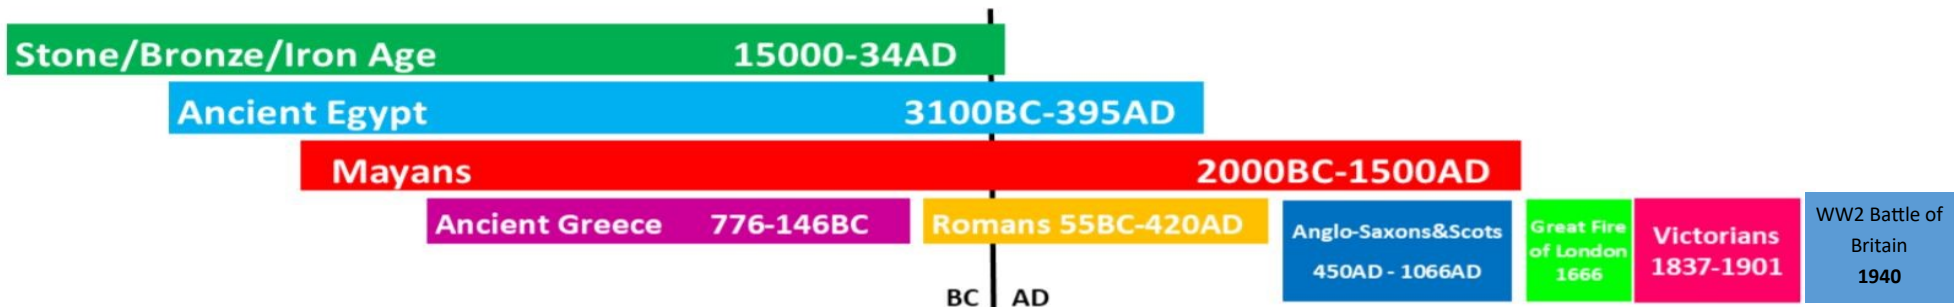 Stone/Bronze/Iron Age 15000-34AD
Ancient Egypt 3100BC-395AD
Mayans 2000BC-1500AD
Ancient Greece 776-146BC
Romans 55BC-420AD
Anglo-Saxons&Scots
450AD - 1066AD
Great Fire
of London
1666
Victorians
1837-1901
WW2 Battle of
Britain
1940
BC AD